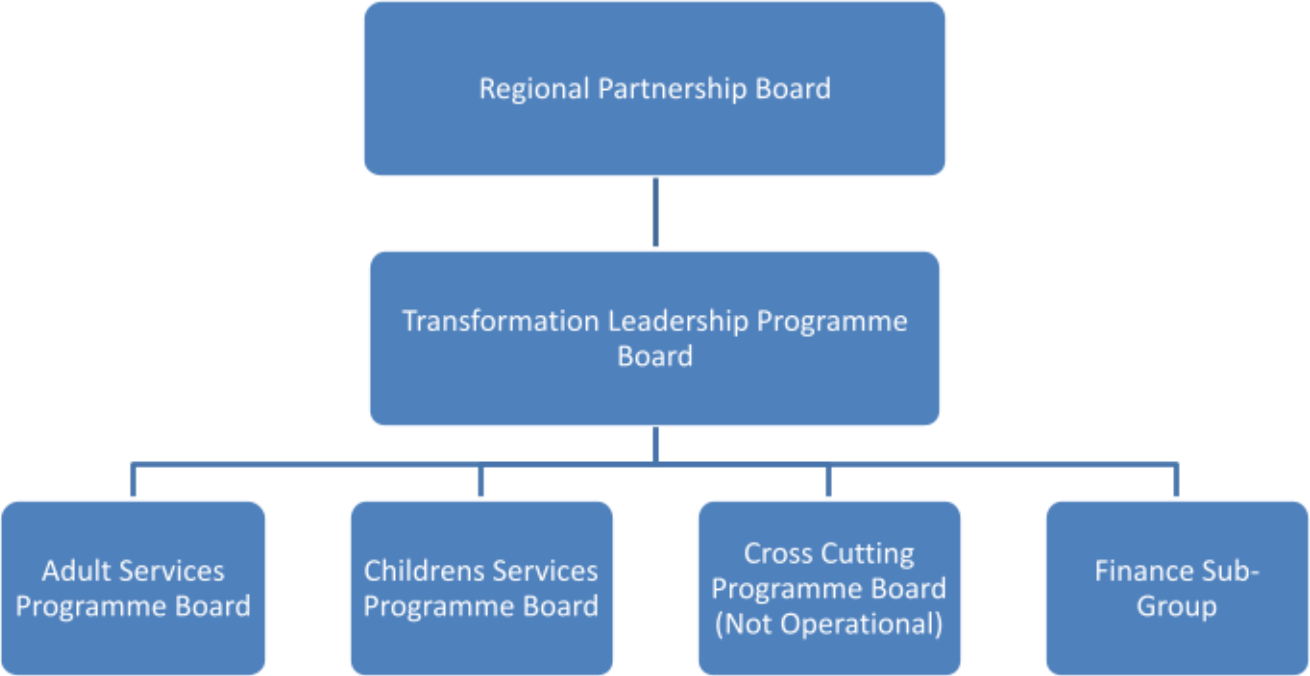 Regional Partnership Board
Transformation Leadership Programme
Board
Adult Services
Programme Board
Childrens Services
Programme Board
Cross Cutting
Programme Board
(Not Operational)
Finance Sub-
Group